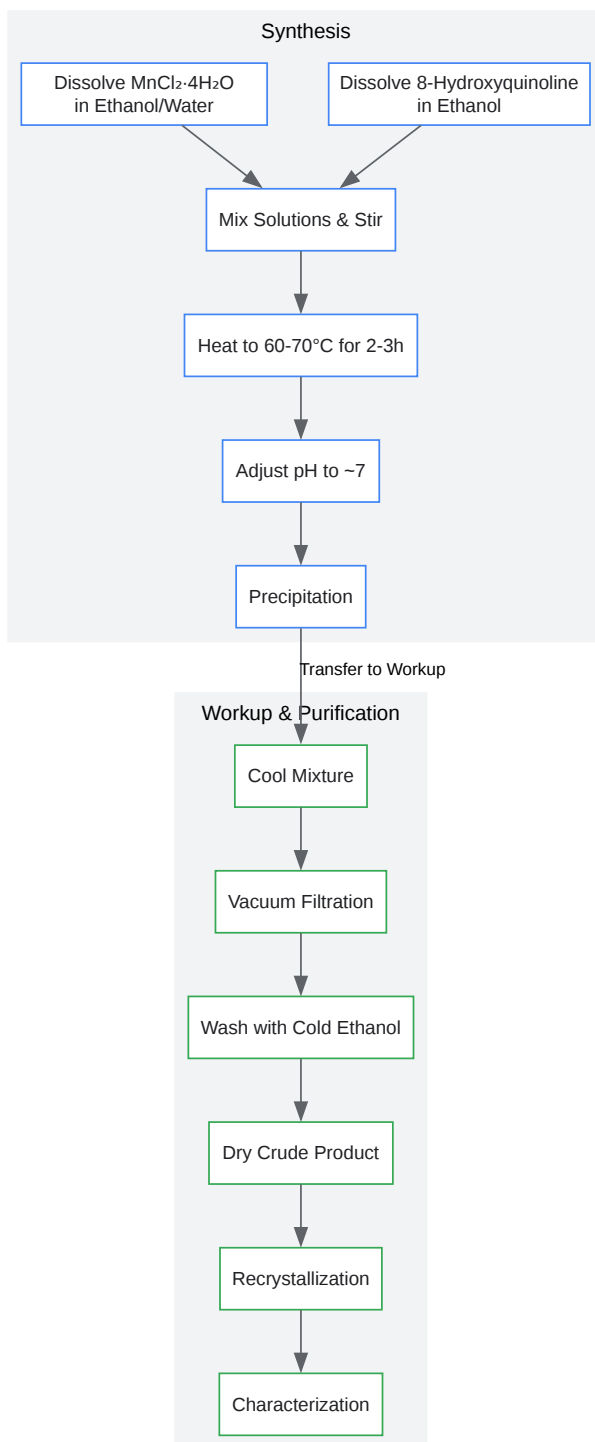 Synthesis
Dissolve MnCl₂·4H₂O
in Ethanol/Water
Dissolve 8-Hydroxyquinoline
in Ethanol
Mix Solutions & Stir
Heat to 60-70°C for 2-3h
Adjust pH to ~7
Precipitation
Transfer to Workup
Workup & Purification
Cool Mixture
Vacuum Filtration
Wash with Cold Ethanol
Dry Crude Product
Recrystallization
Characterization